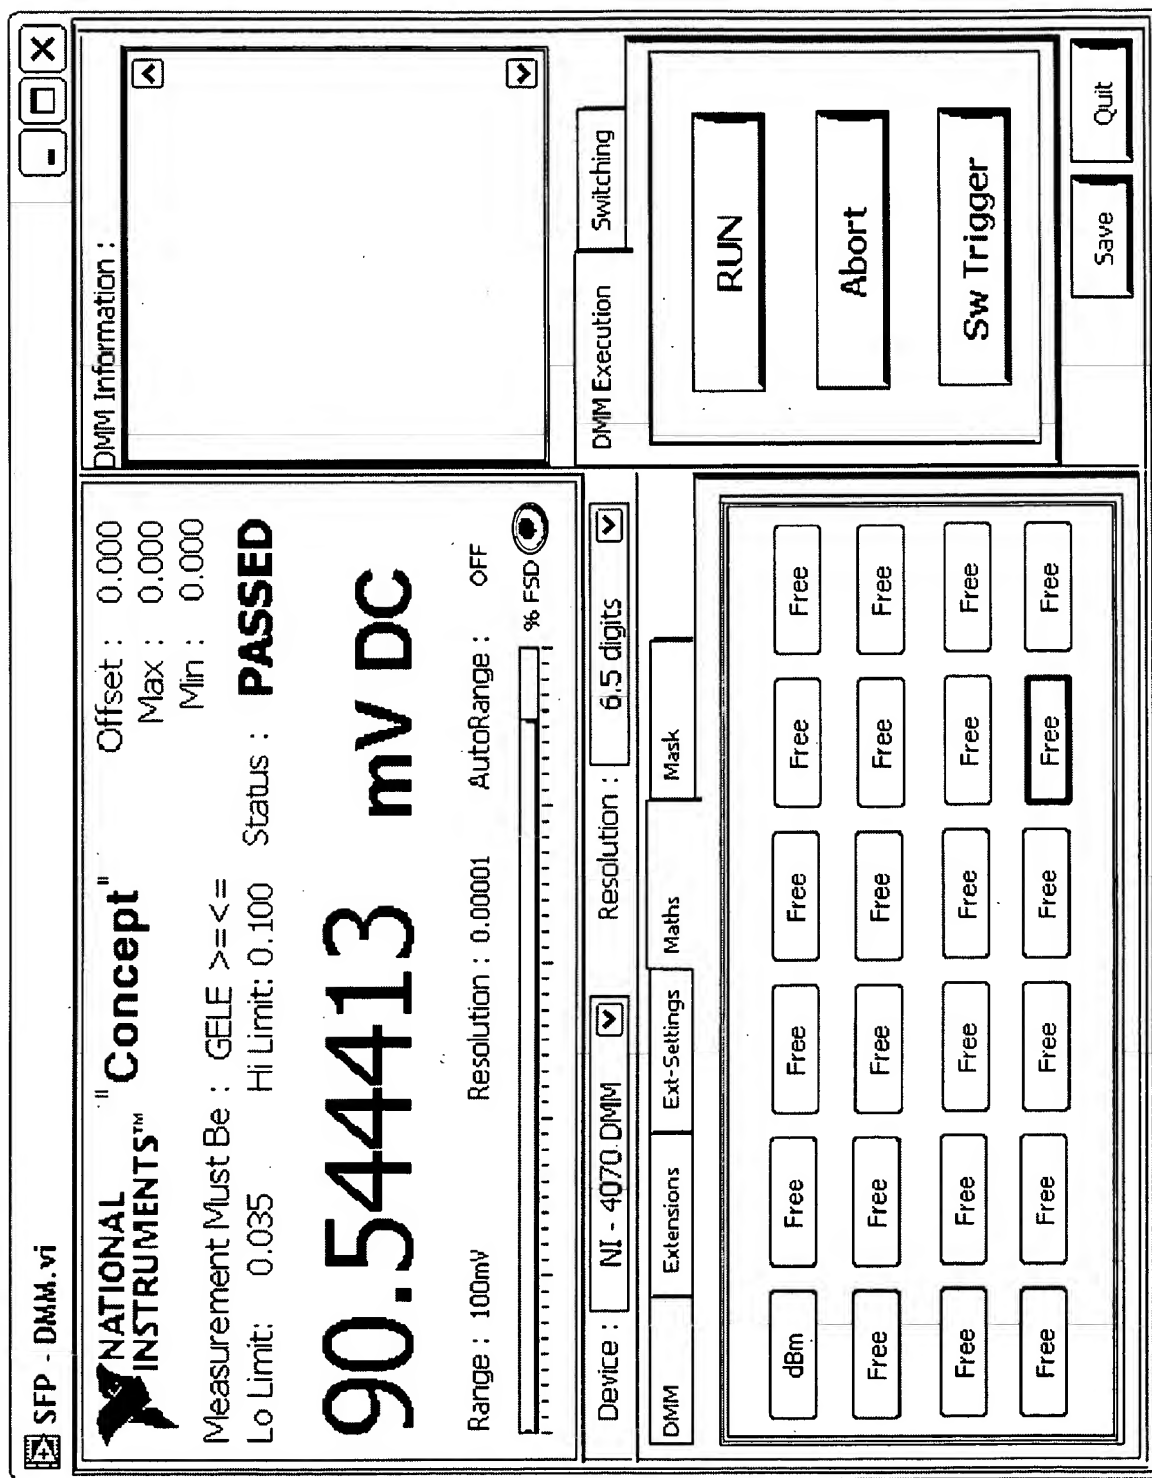 SFP - DMM.vi
NATIONAL INSTRUMENTS™ "Concept"
Offset : 0.000
Max : 0.000
Min : 0.000
Measurement Must Be : GELE >=<=
Lo Limit: 0.035 Hi Limit: 0.100 Status : PASSED
90.544413 mV DC
Range : 100mV Resolution : 0.00001 AutoRange : OFF
% FSD
Device : NI - 4070 DMM Resolution : 6.5 digits
DMM Extensions Ext-Settings Maths Mask
dBm Free Free Free Free Free
Free Free Free Free Free Free
Free Free Free Free Free Free
Free Free Free Free Free Free
DMM Information :
DMM Execution Switching
RUN
Abort
Sw Trigger
Save Quit